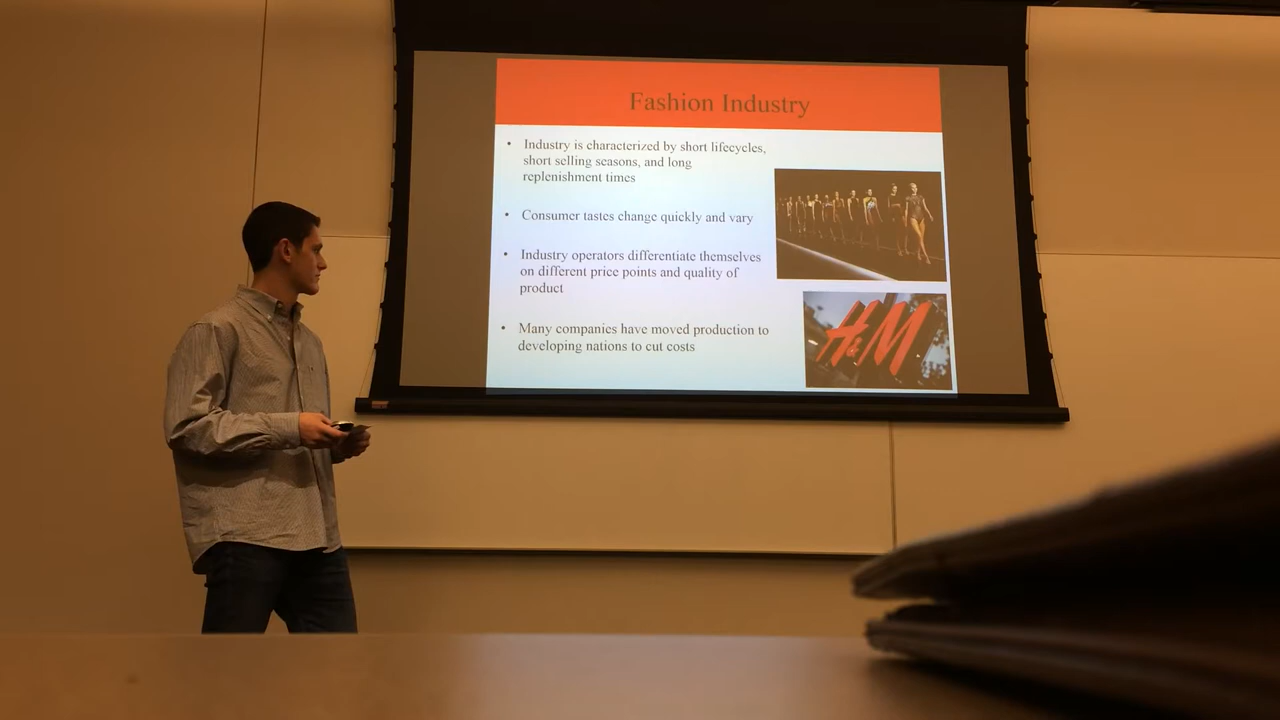 Fashion Industry
• Industry is characterized by short lifecycles,
short selling seasons, and long
replenishment times
• Consumer tastes change quickly and vary
• Industry operators differentiate themselves
on different price points and quality of
product
• Many companies have moved production to
developing nations to cut costs
H&M